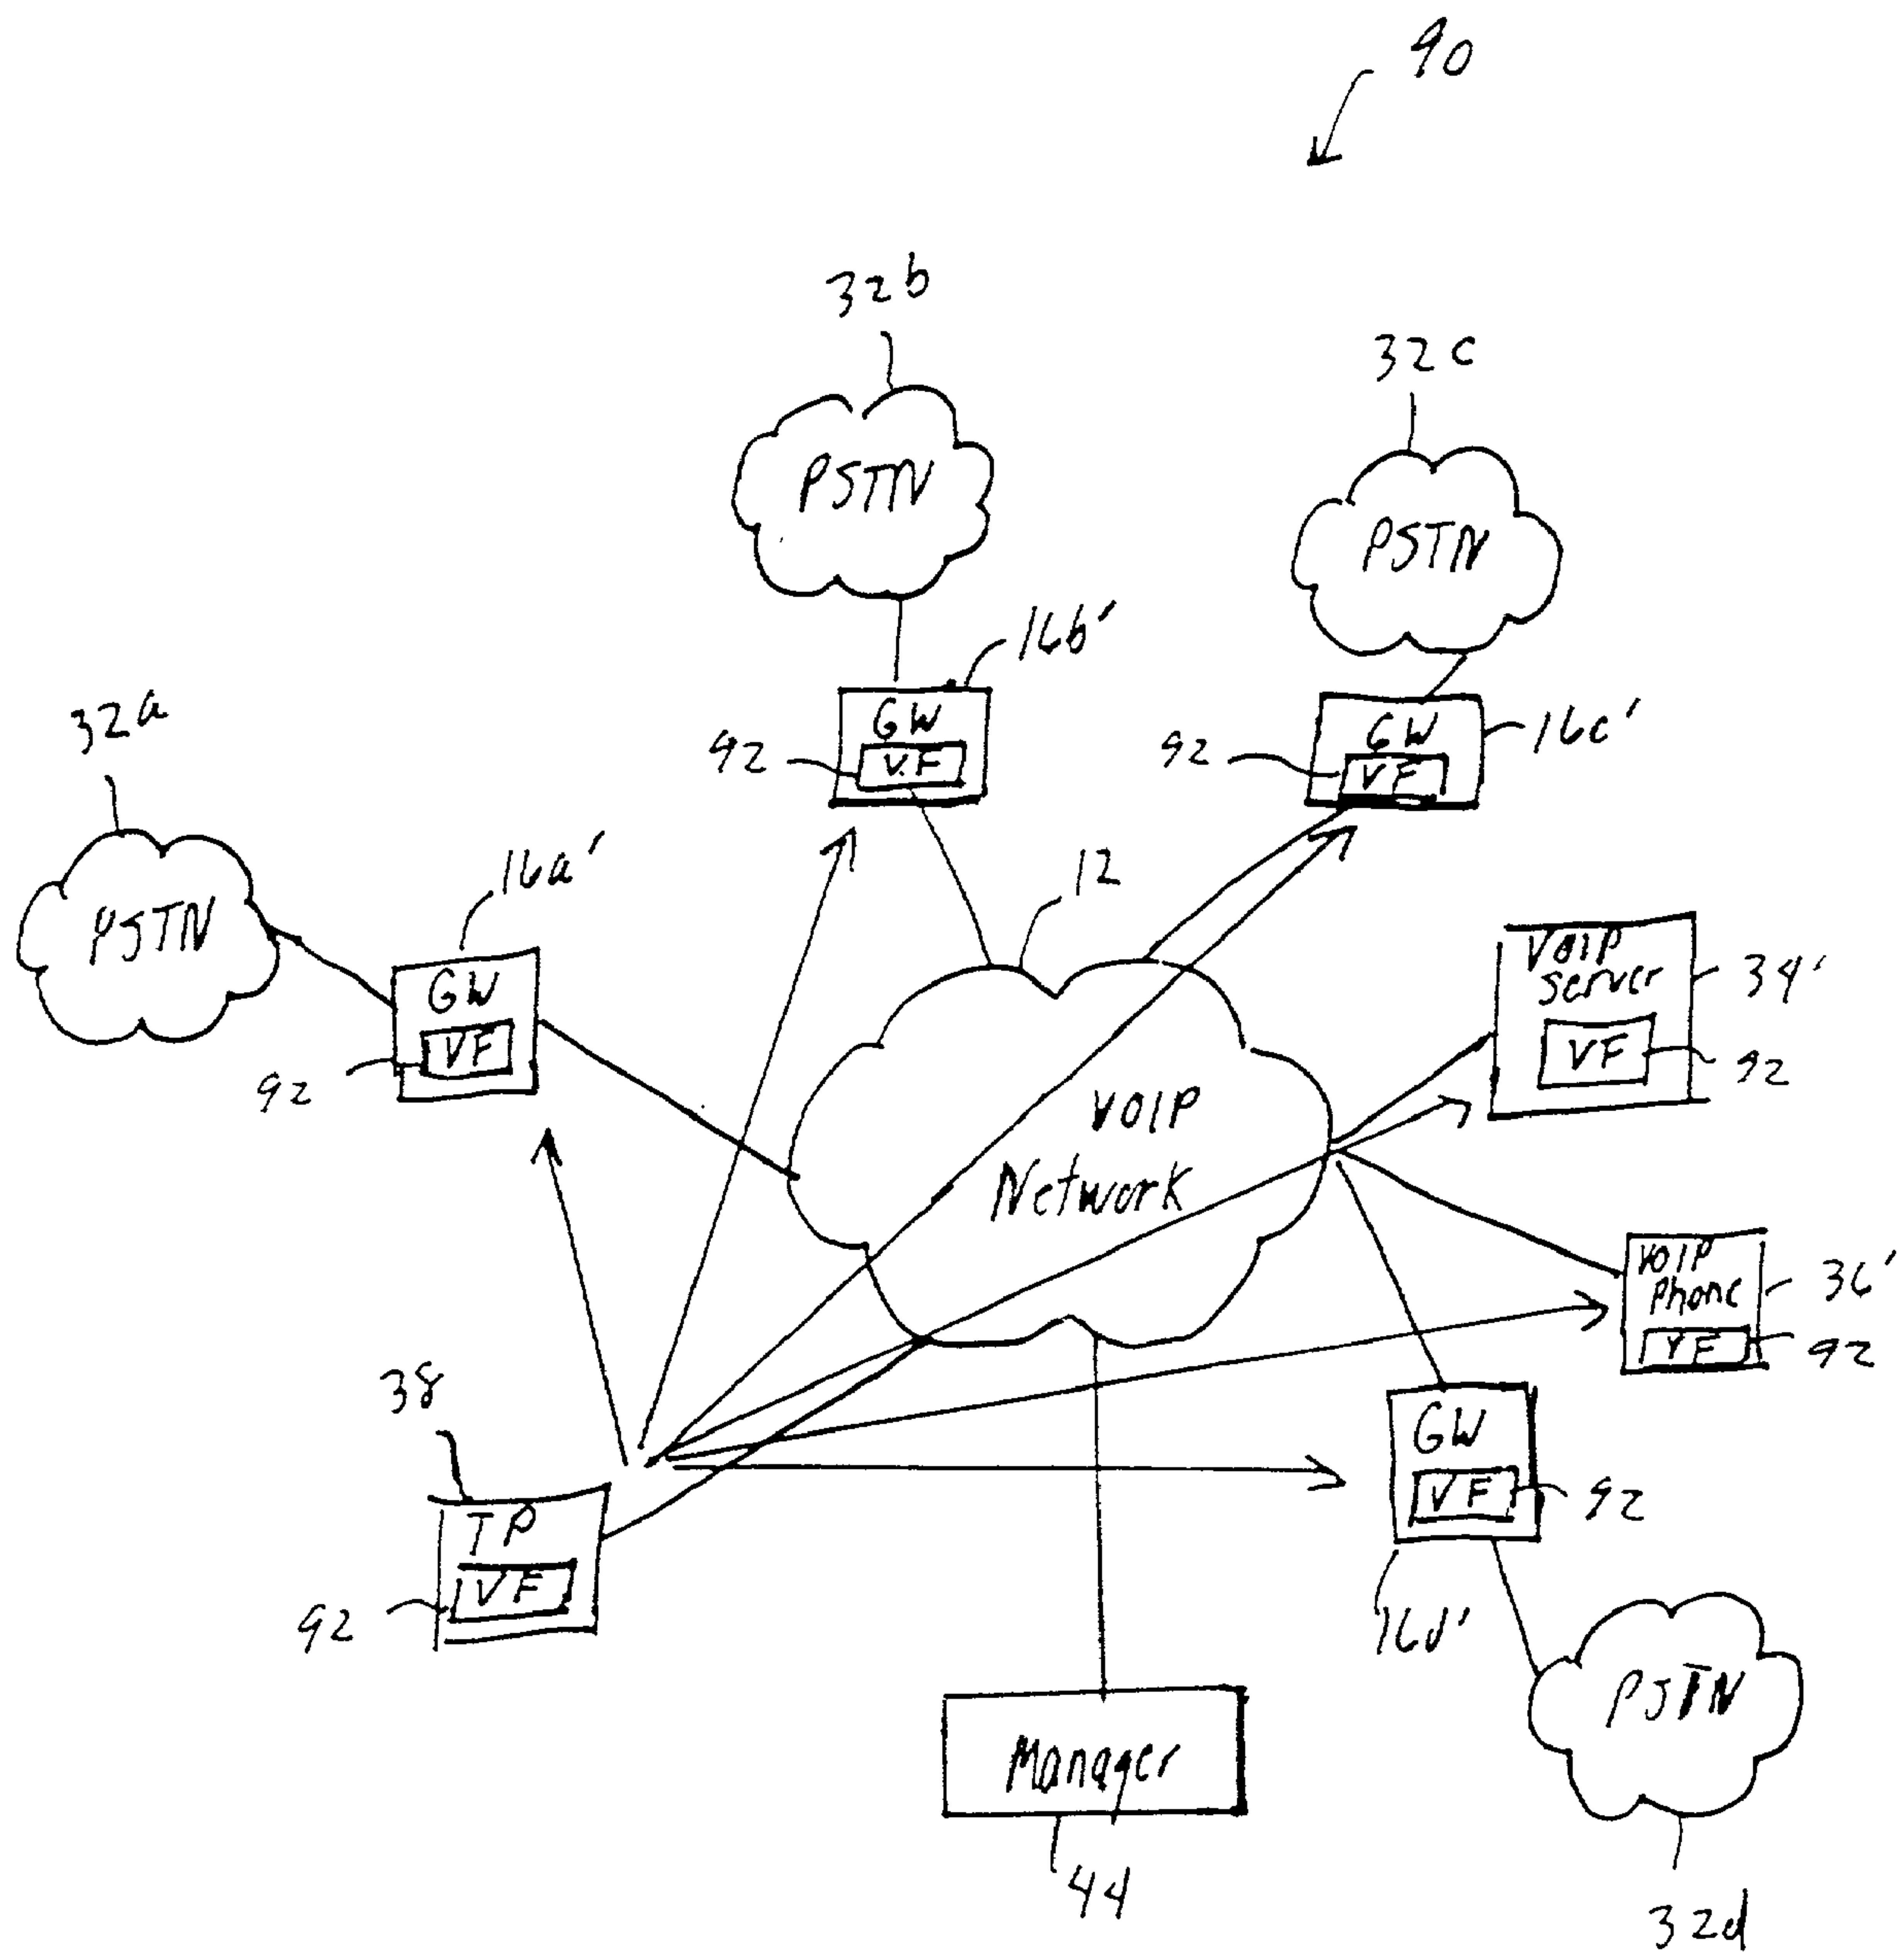 90
32b
32c
PSTN
PSTN
16b'
32a
GW
92
VF
GW
16c'
92
VF
16a'
12
PSTN
GW
VF
92
VOIP
Server
34'
VF
92
VOIP
Network
VOIP
Phone
36'
VF
92
38
GW
VF
92
TP
VF
92
16d'
PSTN
Manager
44
32d